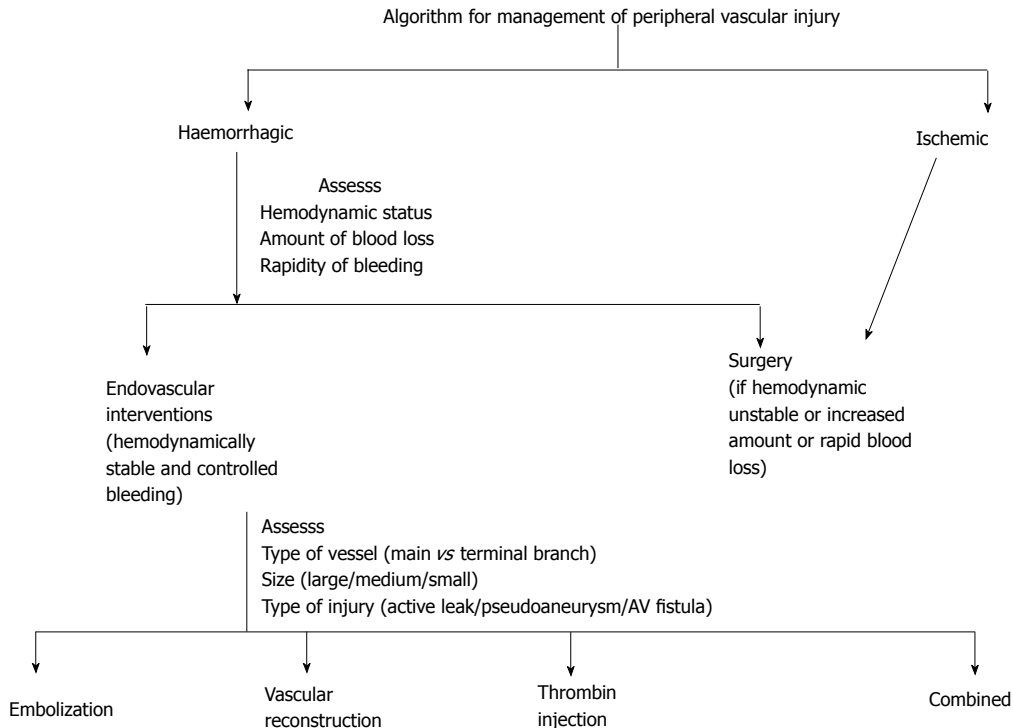 Algorithm for management of peripheral vascular injury
Haemorrhagic
Ischemic
Assesss
Hemodynamic status
Amount of blood loss
Rapidity of bleeding
Endovascular
interventions
(hemodynamically
stable and controlled
bleeding)
Surgery
(if hemodynamic
unstable or increased
amount or rapid blood
loss)
Assesss
Type of vessel (main vs terminal branch)
Size (large/medium/small)
Type of injury (active leak/pseudoaneurysm/AV fistula)
Embolization
Vascular
reconstruction
Thrombin
injection
Combined